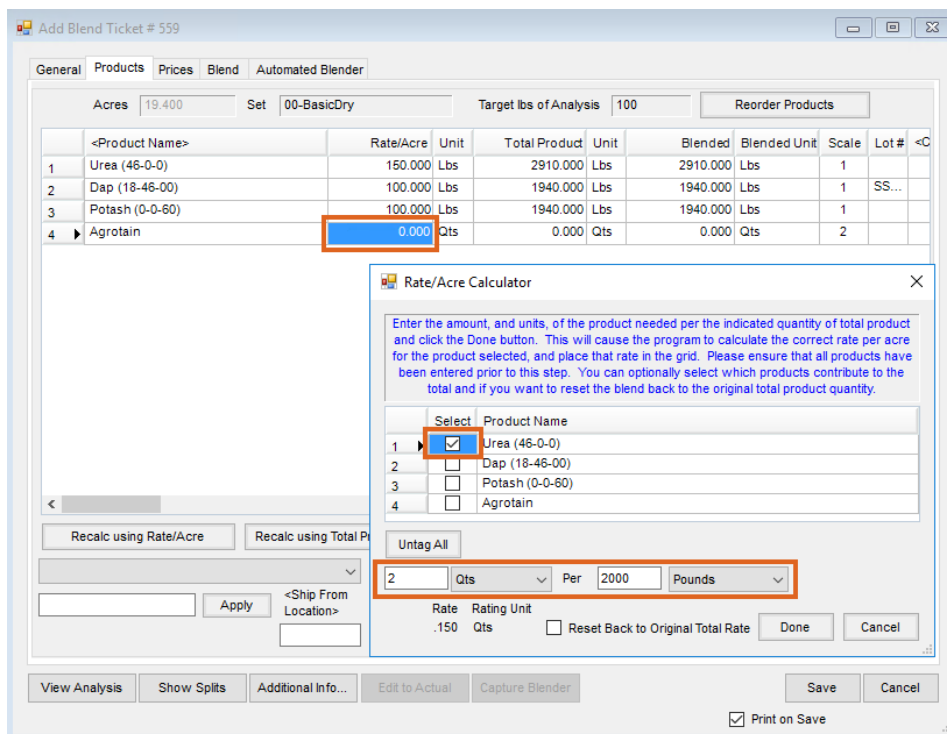 Add Blend Ticket # 559
General Products Prices Blend Automated Blender
Acres 19.400 Set 00-BasicDry Target lbs of Analysis 100 Reorder Products
<Product Name> Rate/Acre Unit Total Product Unit Blended Blended Unit Scale Lot # <C
1 Urea (46-0-0) 150.000 Lbs 2910.000 Lbs 2910.000 Lbs 1
2 Dap (18-46-00) 100.000 Lbs 1940.000 Lbs 1940.000 Lbs 1 SS...
3 Potash (0-0-60) 100.000 Lbs 1940.000 Lbs 1940.000 Lbs 1
4 Agrotain 0.000 Qts 0.000 Qts 0.000 Qts 2
Rate/Acre Calculator
Enter the amount, and units, of the product needed per the indicated quantity of total product
and click the Done button. This will cause the program to calculate the correct rate per acre
for the product selected, and place that rate in the grid. Please ensure that all products have
been entered prior to this step. You can optionally select which products contribute to the
total and if you want to reset the blend back to the original total product quantity.
Select Product Name
1 Urea (46-0-0)
2 Dap (18-46-00)
3 Potash (0-0-60)
4 Agrotain
Untag All
2 Qts Per 2000 Pounds
Rate Rating Unit
.150 Qts Reset Back to Original Total Rate Done Cancel
Recalc using Rate/Acre Recalc using Total P
Apply <Ship From
Location>
View Analysis Show Splits Additional Info... Edit to Actual Capture Blender Save Cancel
Print on Save